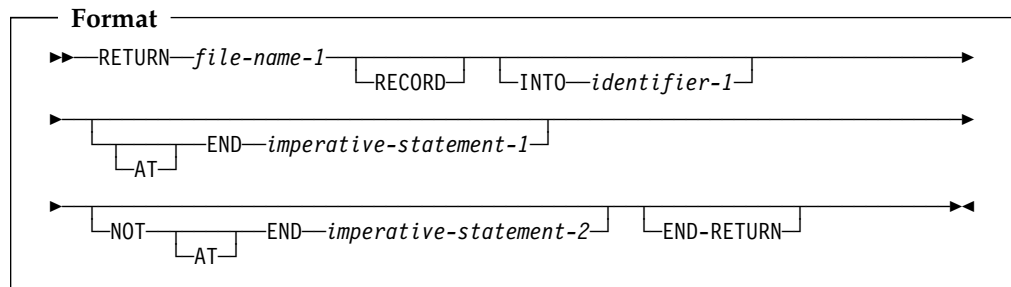 Format
RETURN file-name-1 RECORD INTO identifier-1
AT END imperative-statement-1
NOT AT END imperative-statement-2 END-RETURN